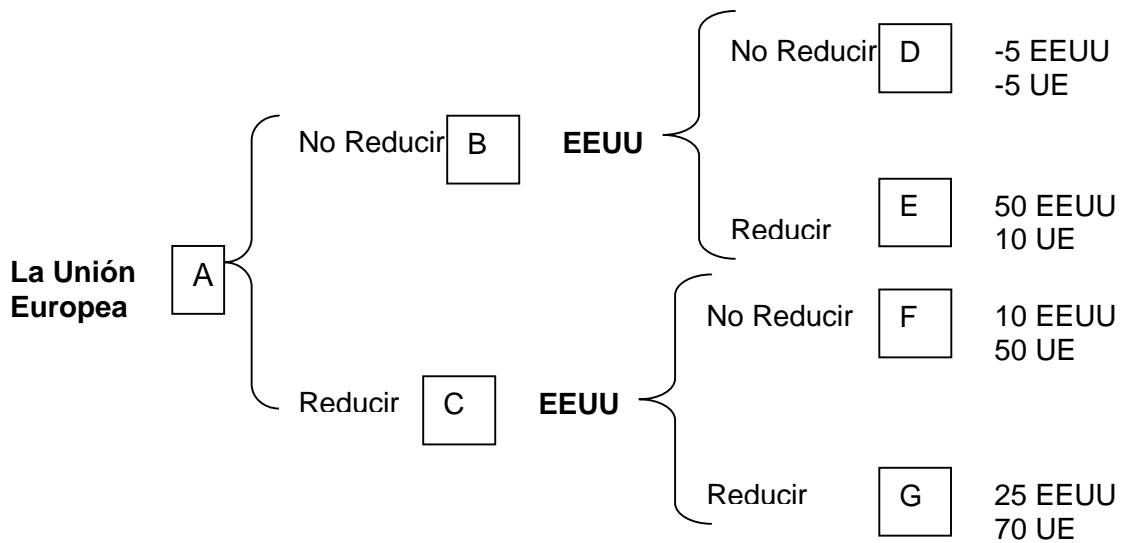 No Reducir D -5 EEUU
-5 UE
No Reducir B EEUU
E 50 EEUU
Reducir 10 UE
La Unión
Europea
A
No Reducir F 10 EEUU
50 UE
Reducir C EEUU
Reducir G 25 EEUU
70 UE